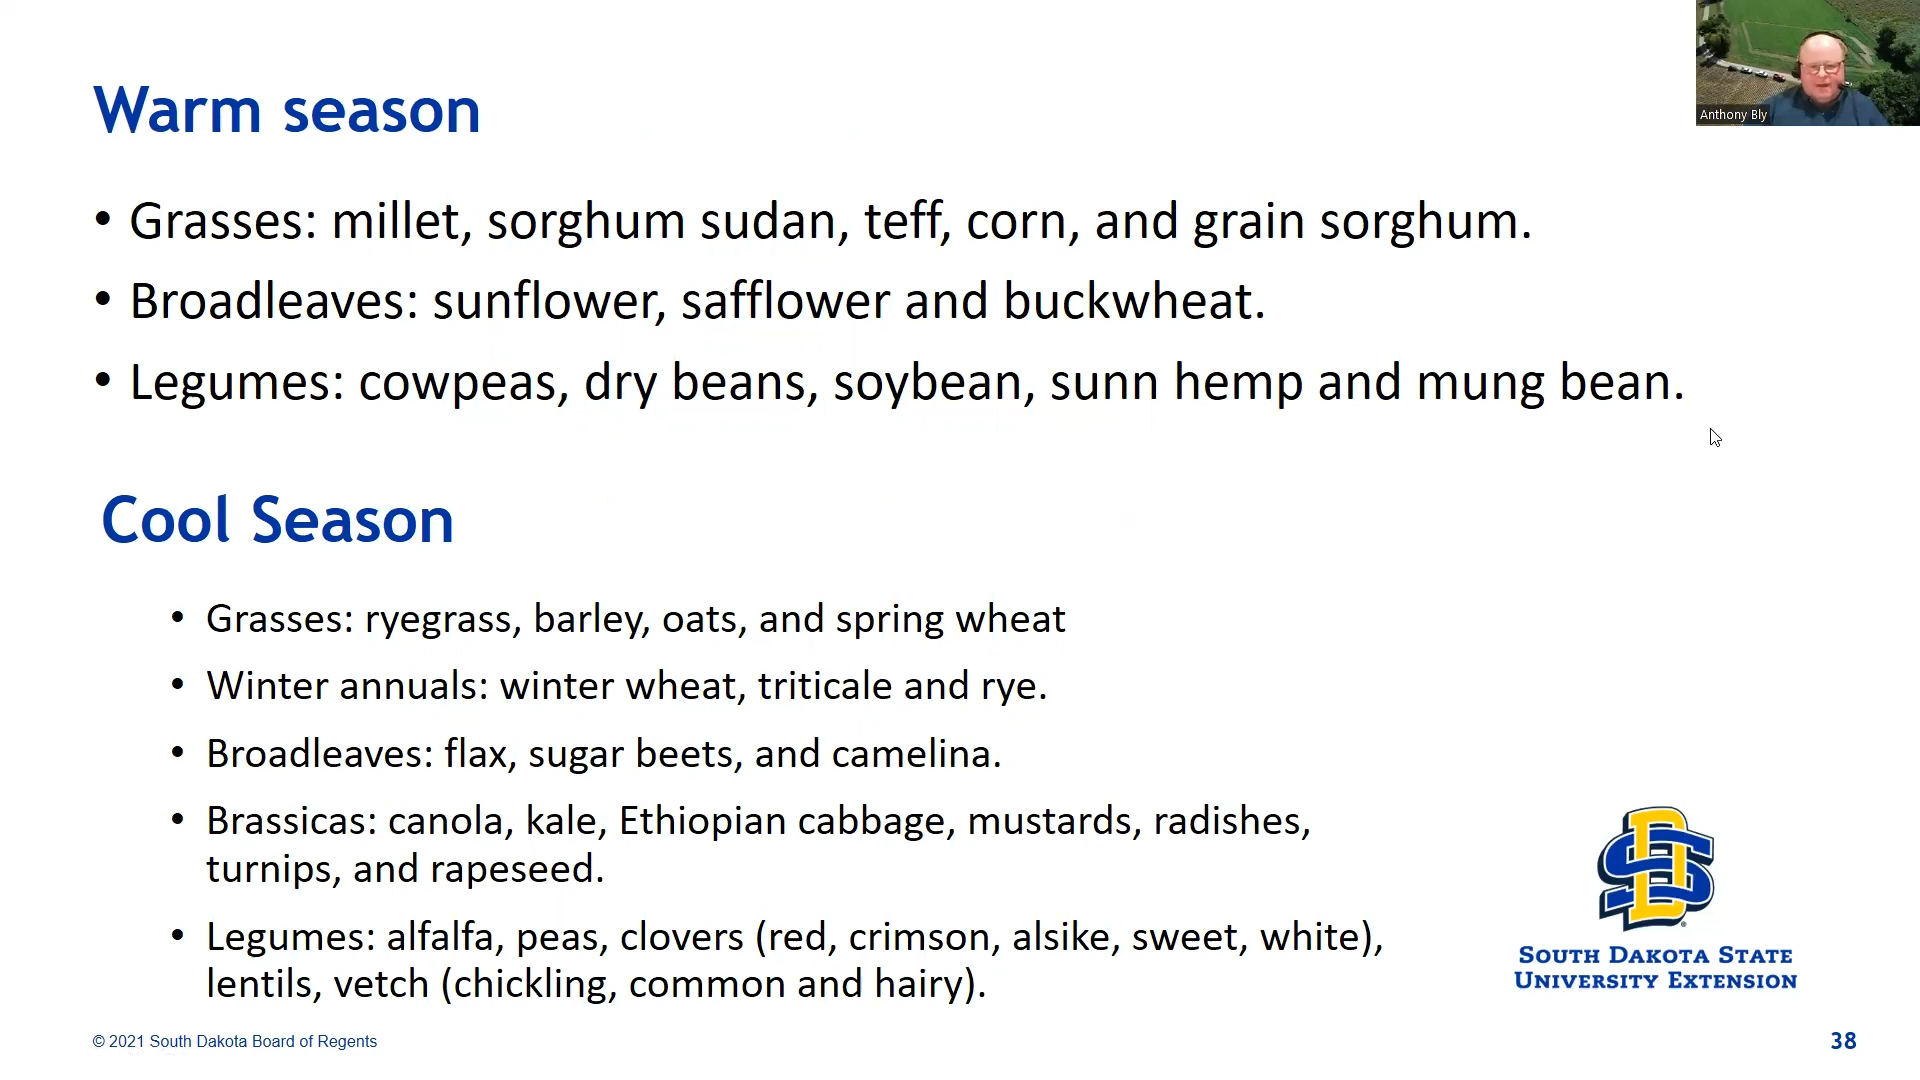 Anthony Bly
Warm season
• Grasses: millet, sorghum sudan, teff, corn, and grain sorghum.
• Broadleaves: sunflower, safflower and buckwheat.
• Legumes: cowpeas, dry beans, soybean, sunn hemp and mung bean.
Cool Season
• Grasses: ryegrass, barley, oats, and spring wheat
• Winter annuals: winter wheat, triticale and rye.
• Broadleaves: flax, sugar beets, and camelina.
• Brassicas: canola, kale, Ethiopian cabbage, mustards, radishes,
turnips, and rapeseed.
• Legumes: alfalfa, peas, clovers (red, crimson, alsike, sweet, white),
lentils, vetch (chickling, common and hairy).
SD
®
SOUTH DAKOTA STATE
UNIVERSITY EXTENSION
© 2021 South Dakota Board of Regents
38